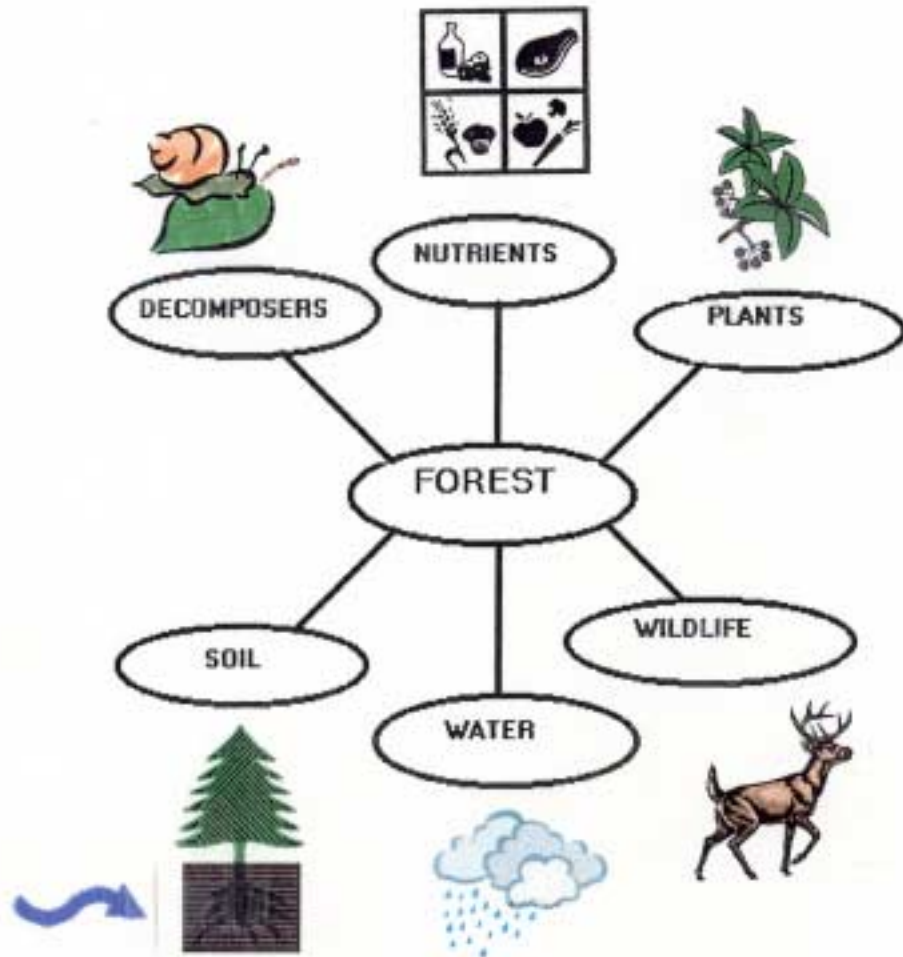 NUTRIENTS
DECOMPOSERS
PLANTS
FOREST
WILDLIFE
SOIL
WATER